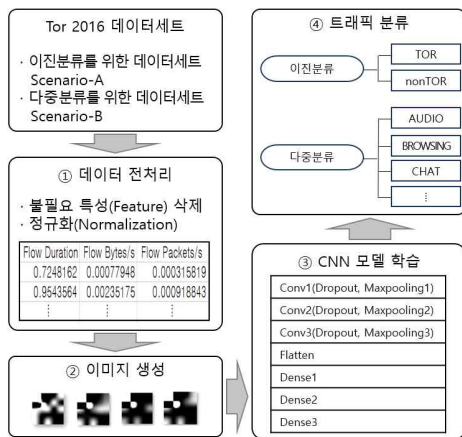 Tor 2016 데이터세트
· 이진분류를 위한 데이터세트
Scenario-A
· 다중분류를 위한 데이터세트
Scenario-B
① 데이터 전처리
· 불필요 특성(Feature) 삭제
· 정규화(Normalization)
Flow Duration Flow Bytes/s Flow Packets/s
0.7248162 0.00077948 0.000315819
0.9543564 0.00235175 0.000918843
⋮ ⋮ ⋮
② 이미지 생성
③ CNN 모델 학습
Conv1(Dropout, Maxpooling1)
Conv2(Dropout, Maxpooling2)
Conv3(Dropout, Maxpooling3)
Flatten
Dense1
Dense2
Dense3
④ 트래픽 분류
이진분류
TOR
nonTOR
다중분류
AUDIO
BROWSING
CHAT
⋮